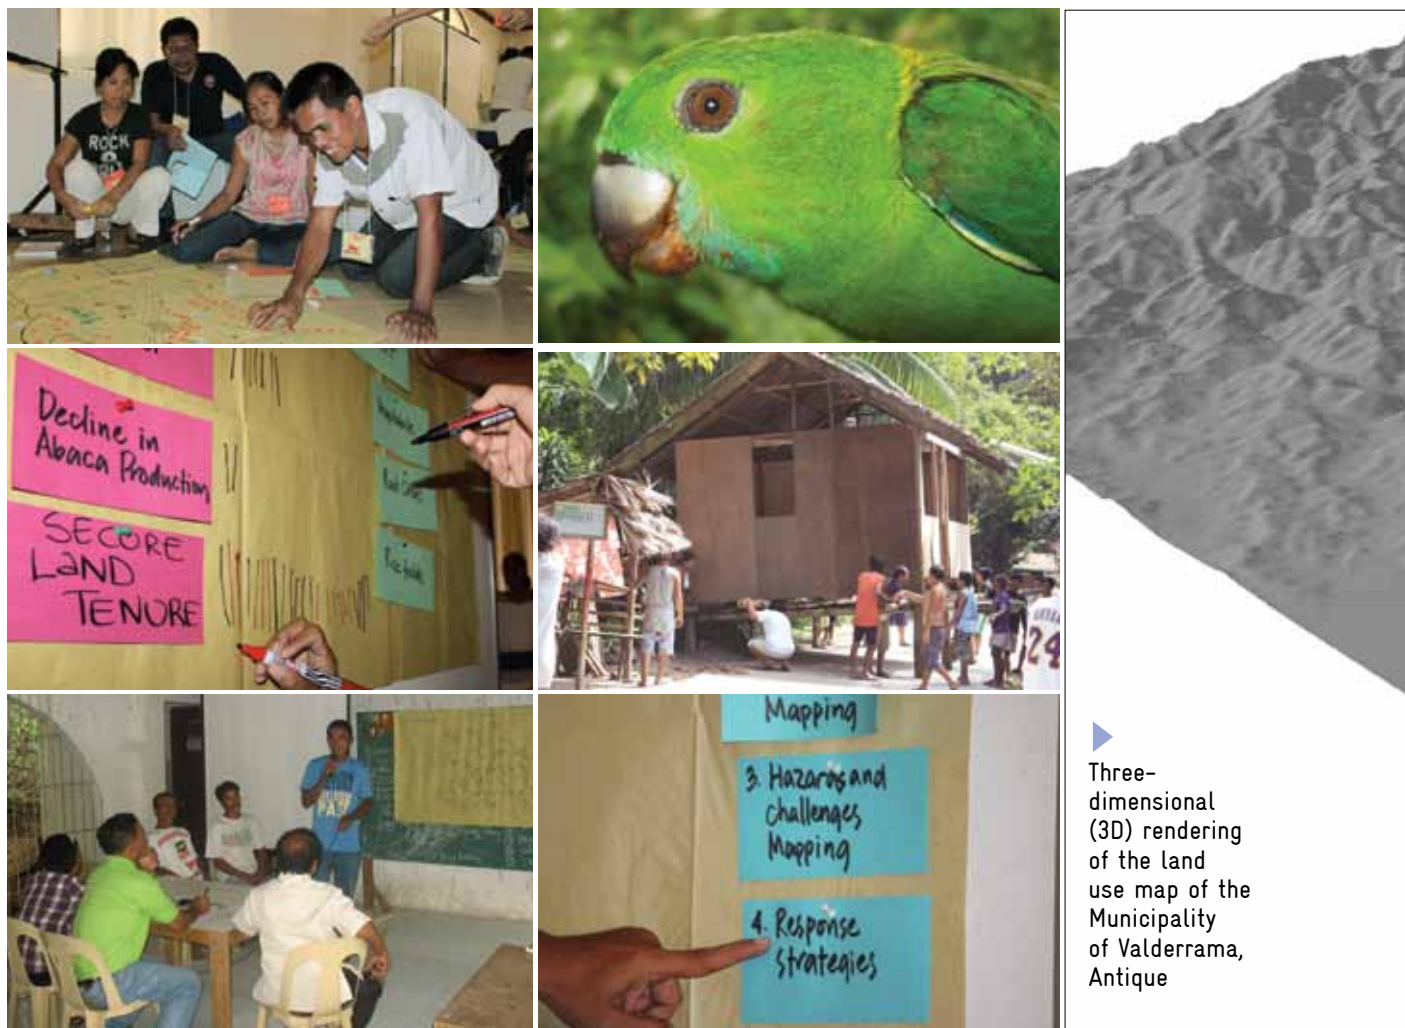 ROCK
Decline in
Abaca Production
SECORE
LAND
TENURE
24
Mapping
3. Hazards and
challenges
Mapping
4. Response
strategies
Three-
dimensional
(3D) rendering
of the land
use map of the
Municipality
of Valderrama,
Antique